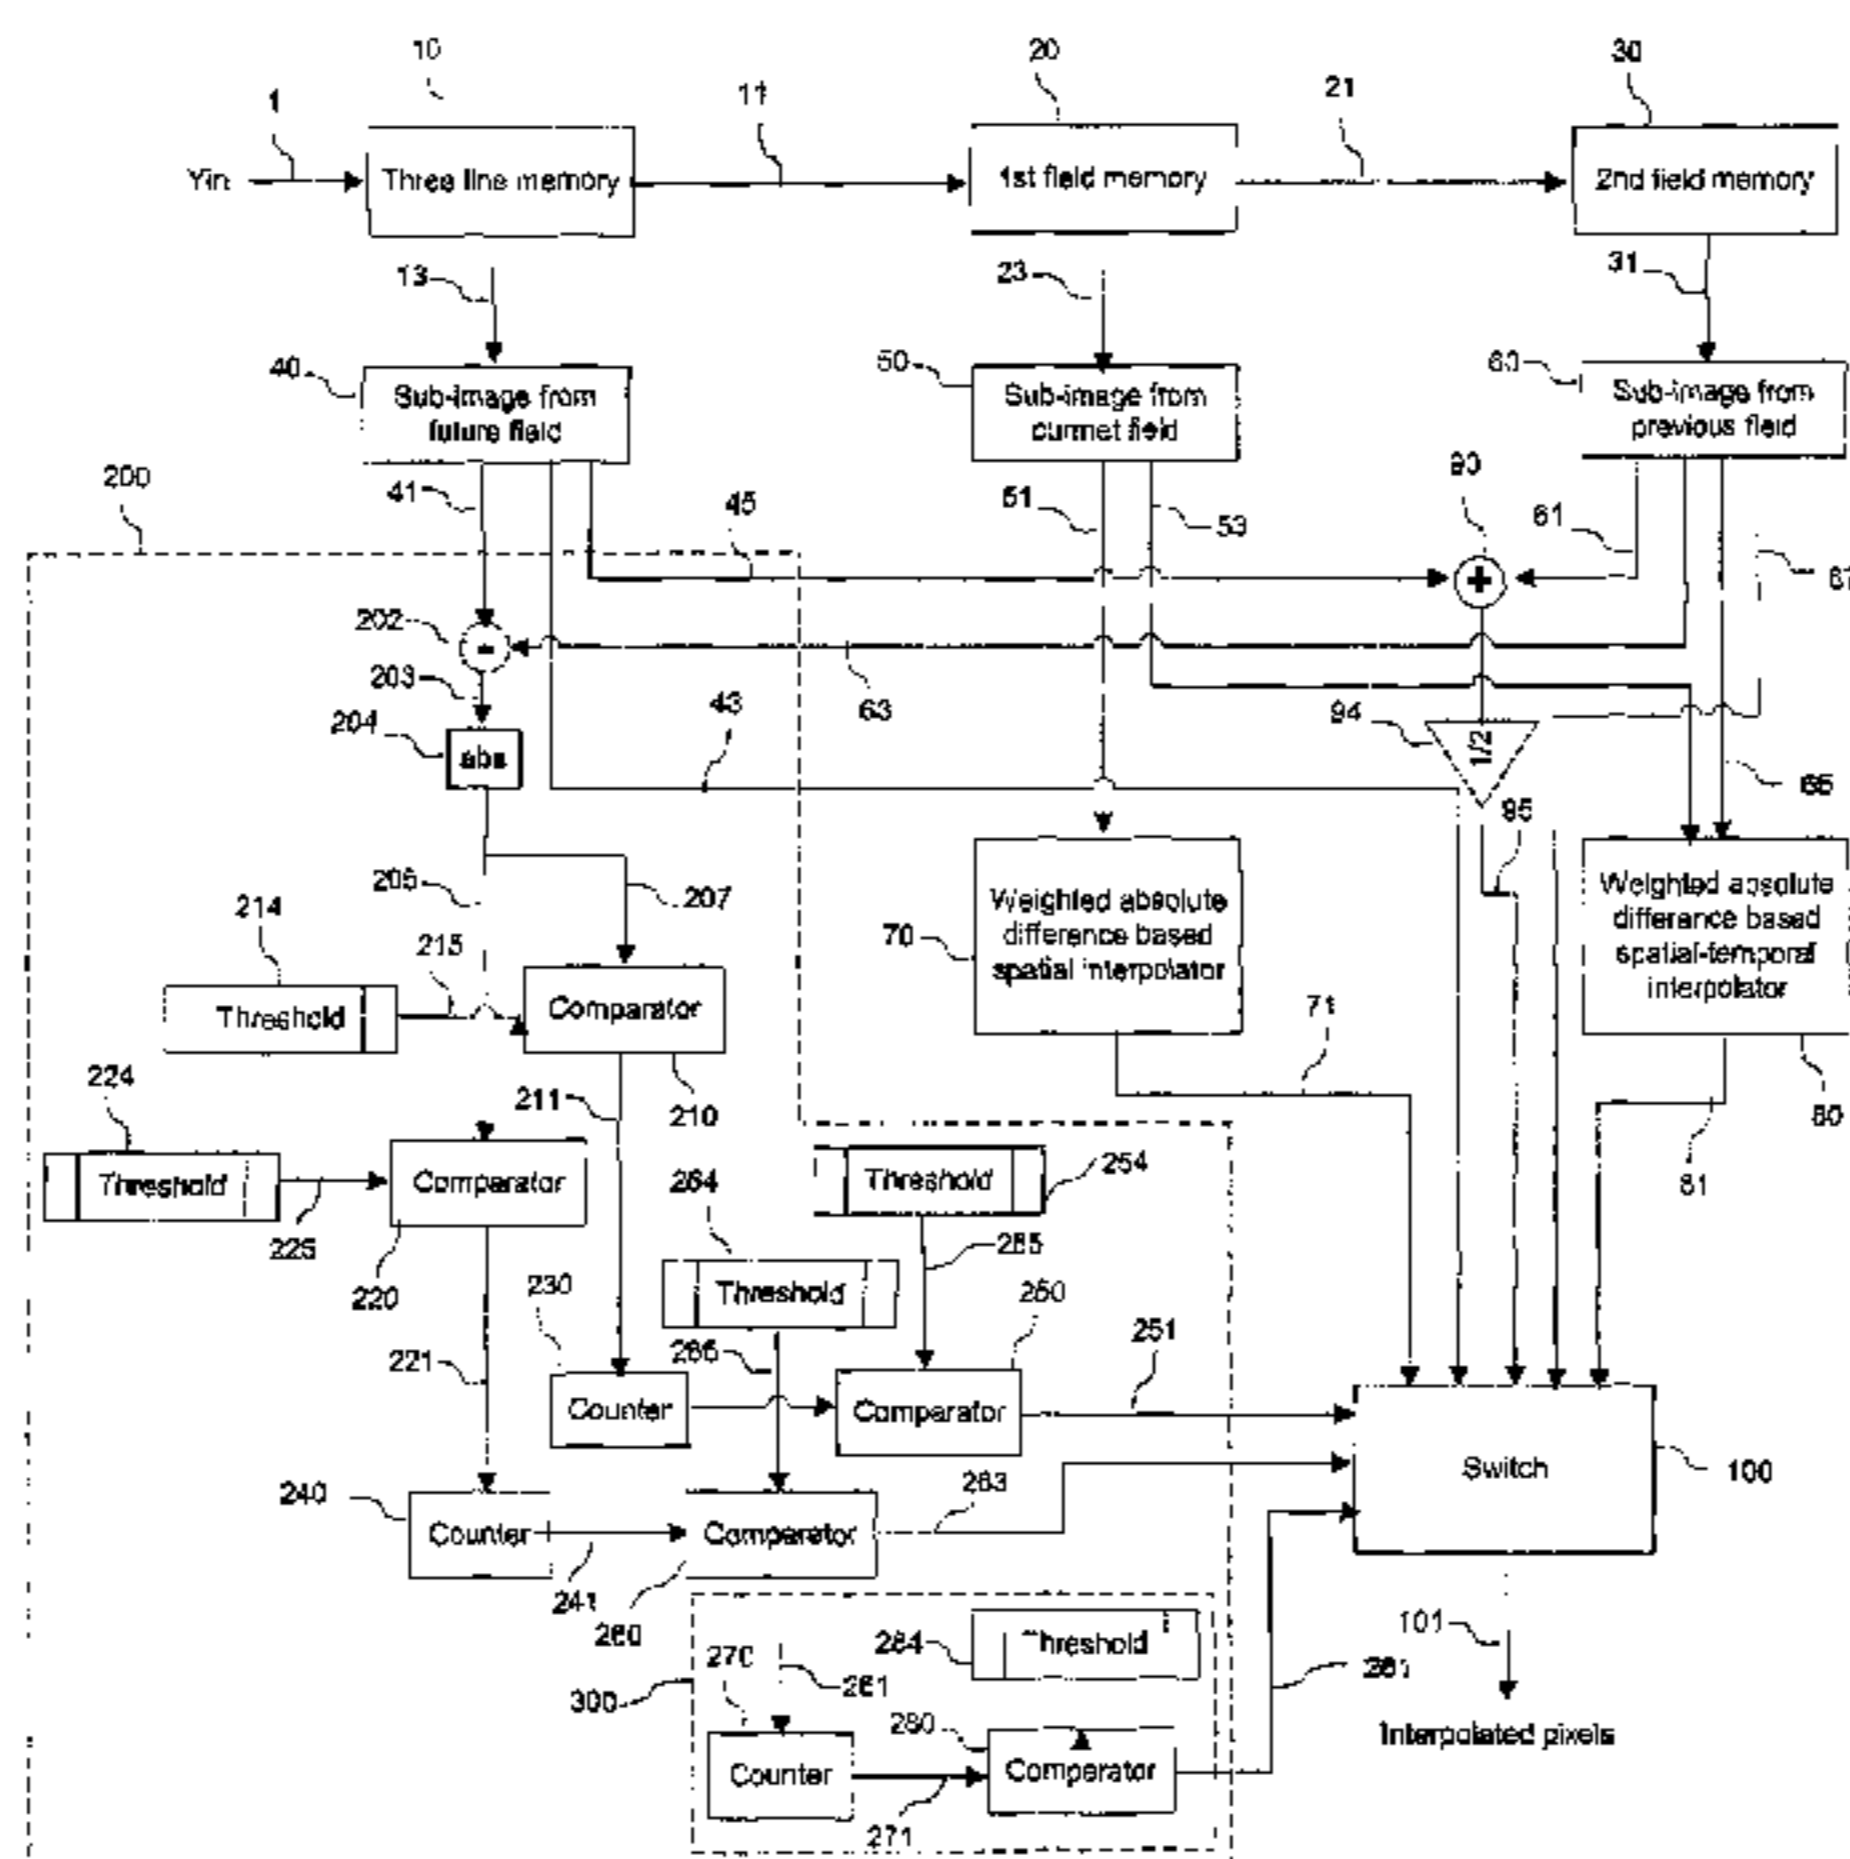 10
20
30
1
11
21
Yin
Three line memory
1st field memory
2nd field memory
13
23
31
40
50
60
Sub-image from
future field
Sub-image from
curmet field
Sub-image from
previous field
200
41
45
51
53
90
61
202
203
63
43
94
204
abs
1/2
95
65
205
207
214
215
Threshold
Comparator
210
211
70
Weighted absolute
difference based
spatial interpolator
71
Weighted absolute
difference based
spatial-temporal
interpolator
80
81
224
Threshold
225
Comparator
220
221
264
Threshold
254
Threshold
230
250
251
Counter
Comparator
240
Counter
241
Comparator
260
263
Switch
100
101
Interpolated pixels
300
270
261
284
Threshold
280
Counter
271
Comparator